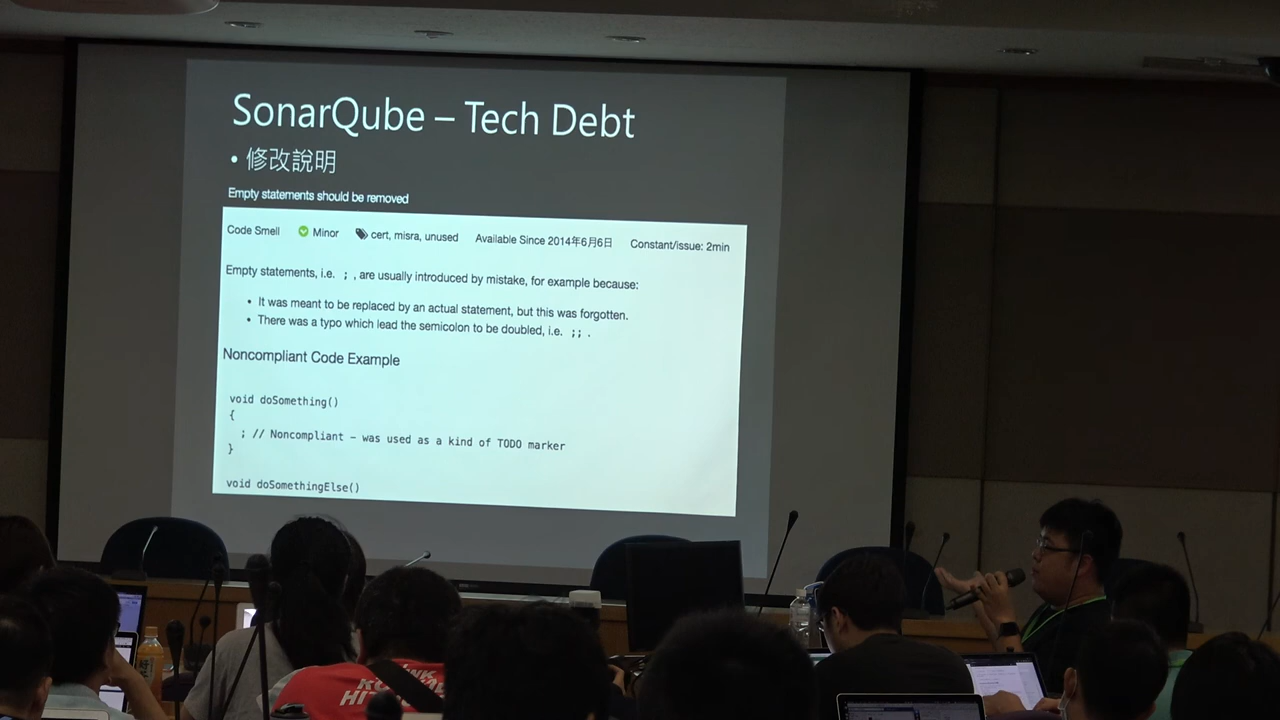 SonarQube – Tech Debt
• 修改說明
Empty statements should be removed
Code Smell Minor cert, misra, unused Available Since 2014年6月6日 Constant/issue: 2min
Empty statements, i.e. ; , are usually introduced by mistake, for example because:
• It was meant to be replaced by an actual statement, but this was forgotten.
• There was a typo which lead the semicolon to be doubled, i.e. ;; .
Noncompliant Code Example
void doSomething()
{
; // Noncompliant – was used as a kind of TODO marker
}
void doSomethingElse()